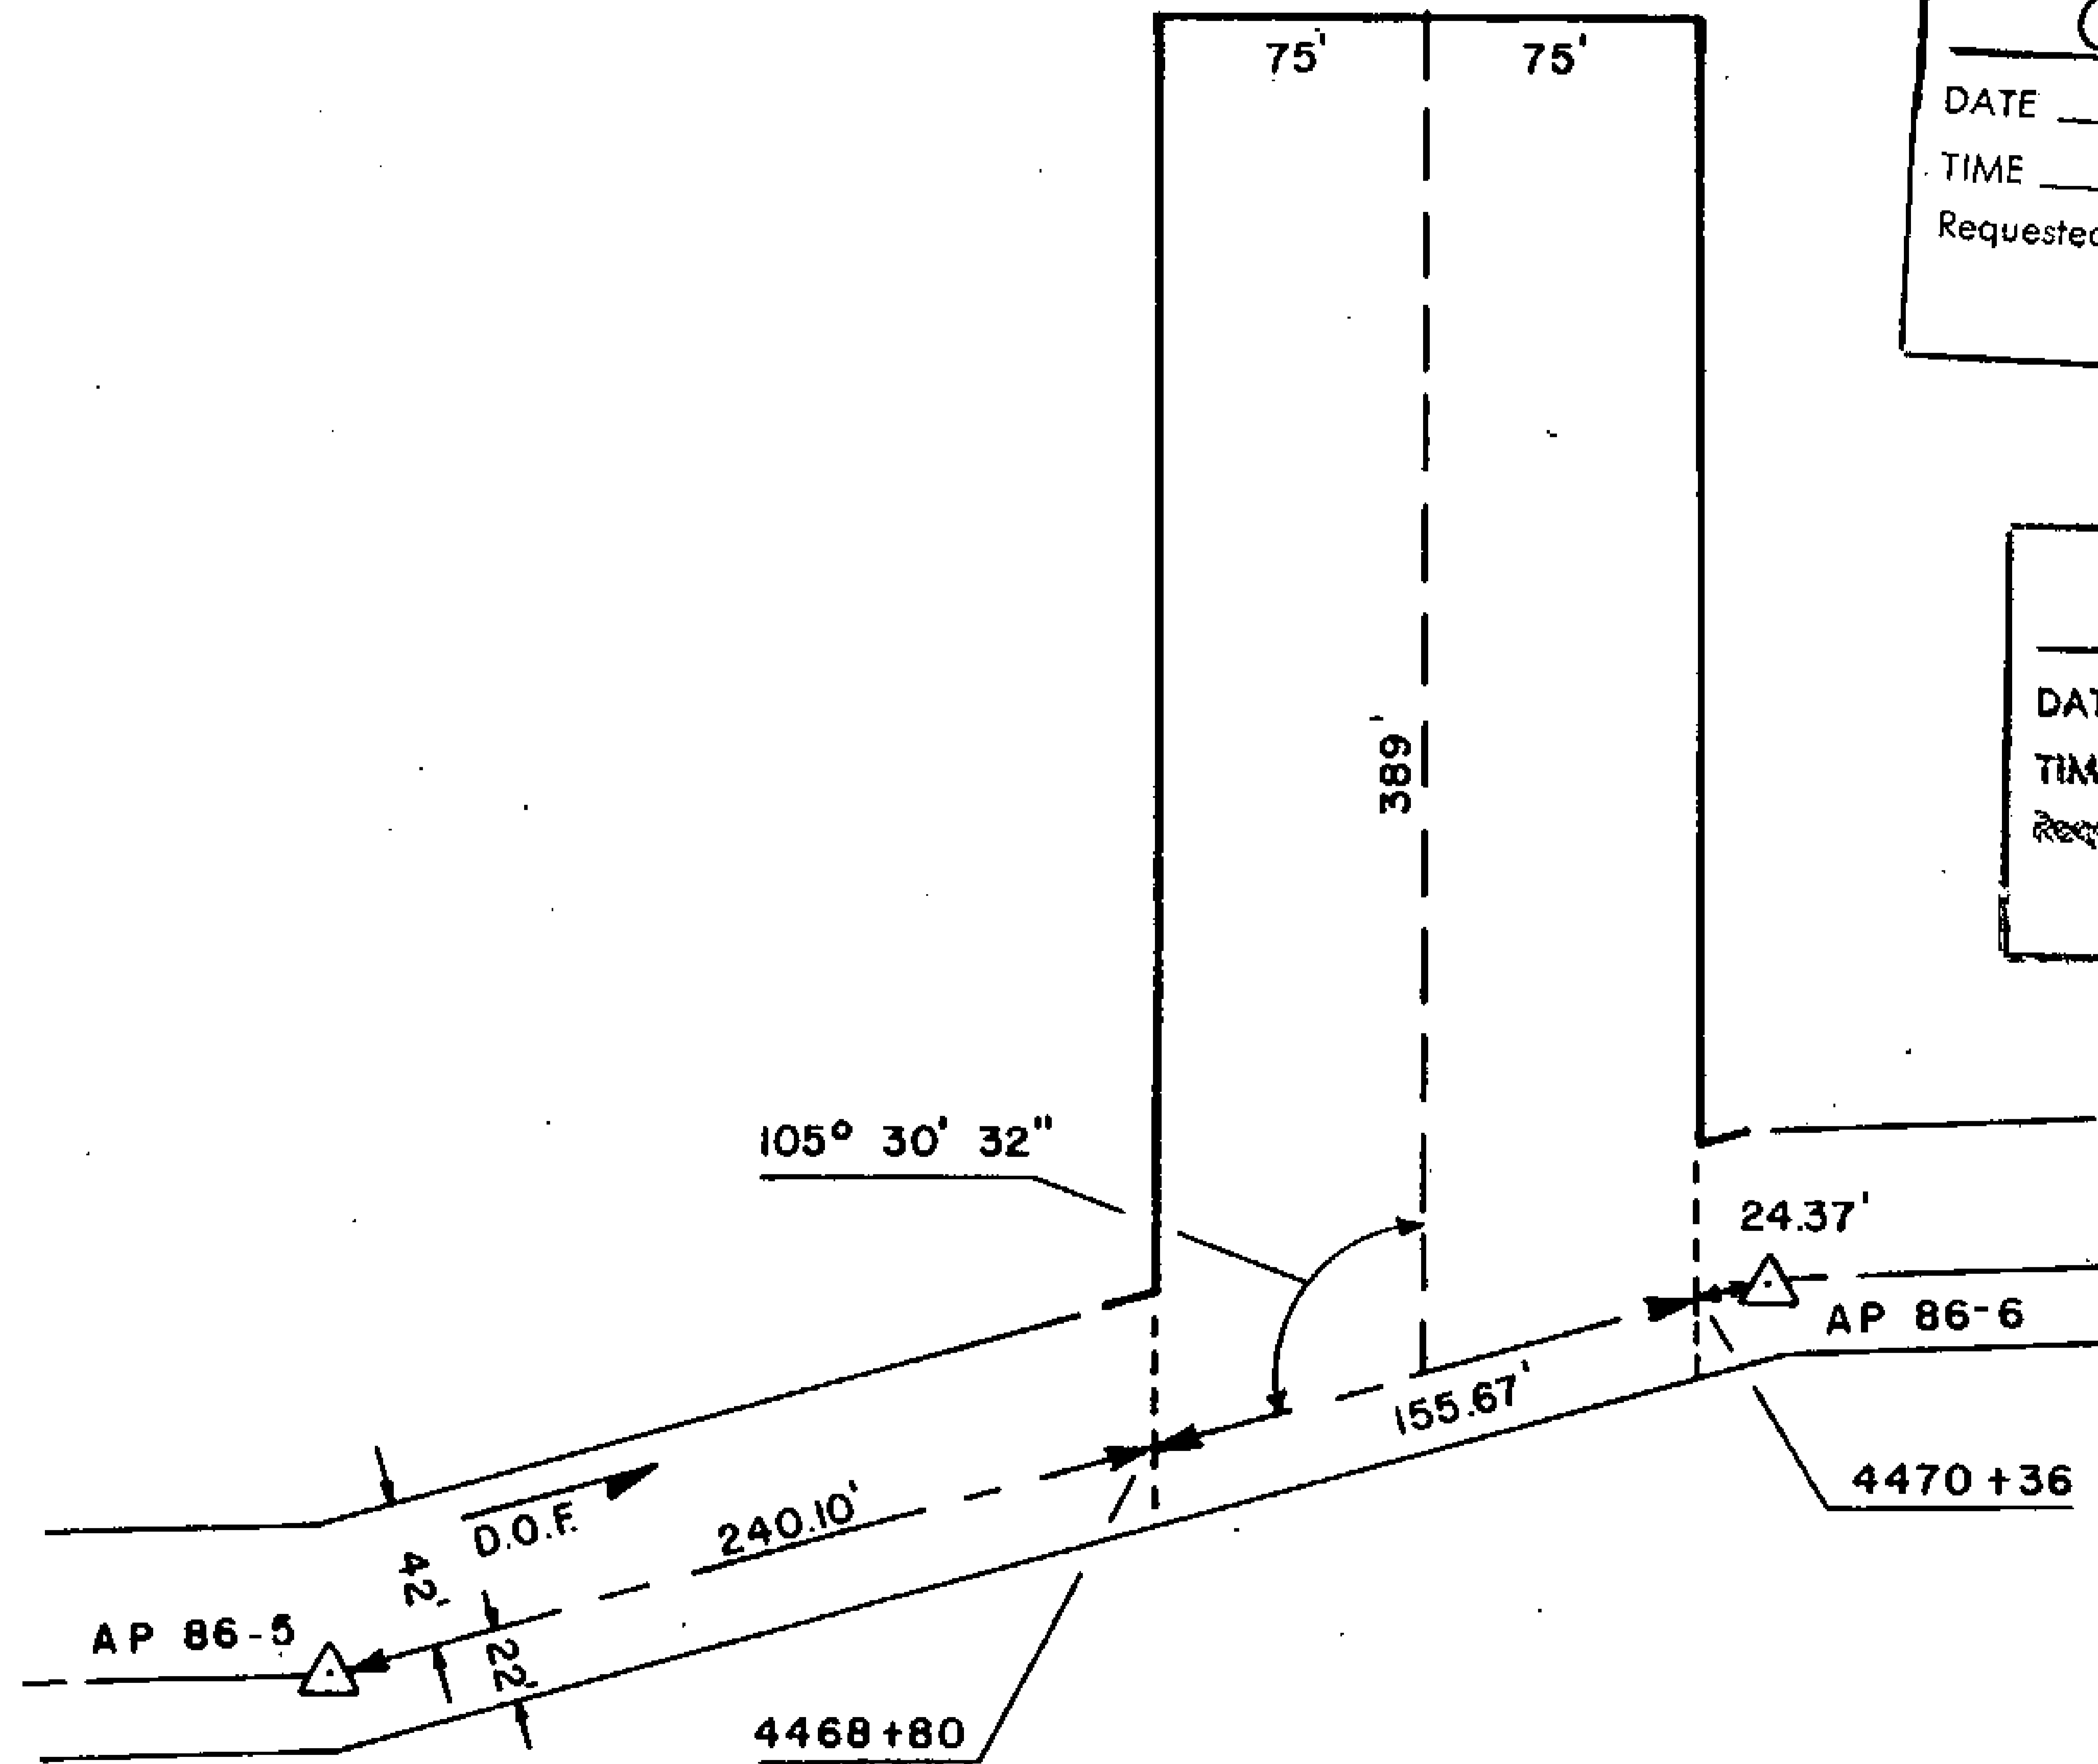 75' 75'
DATE
TIME
Requested
389'
DAT
TIM
105° 30' 32"
24.37'
AP 86-6
155.67'
4470+36
240.10'
D.O.F.
42'
22'
AP 86-5
4468+80